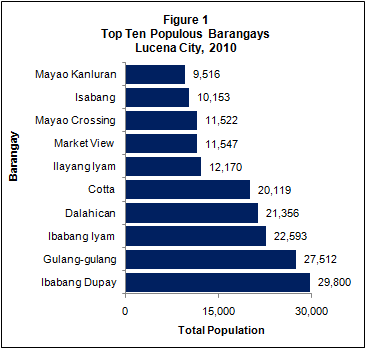 Figure 1
Top Ten Populous Barangays
Lucena City, 2010
Barangay
Mayao Kanluran 9,516
Isabang 10,153
Mayao Crossing 11,522
Market View 11,547
Ilayang Iyam 12,170
Cotta 20,119
Dalahican 21,356
Ibabang Iyam 22,593
Gulang-gulang 27,512
Ibabang Dupay 29,800
0 15,000 30,000
Total Population